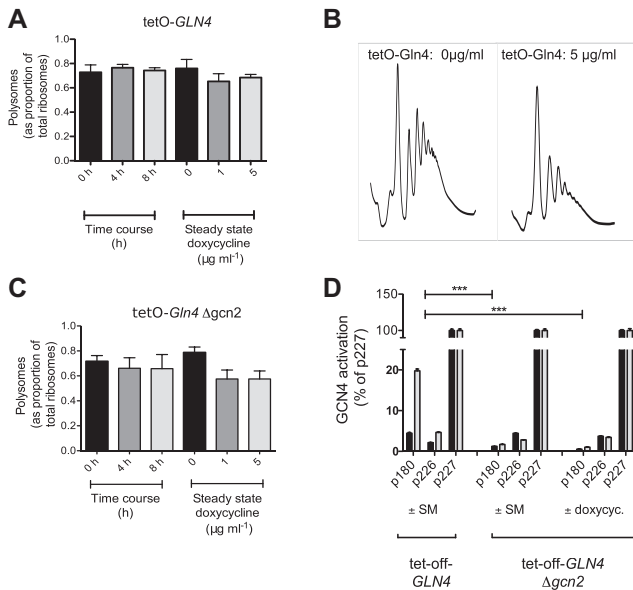 A
tetO-GLN4
Polysomes
(as proportion of
total ribosomes)
1.0
0.8
0.6
0.4
0.2
0.0
0 h
4 h
8 h
0
1
5
Time course
(h)
Steady state
doxycycline
(µg ml-1)
B
tetO-Gln4: 0µg/ml
tetO-Gln4: 5 µg/ml
C
tetO-Gln4 Δgcn2
Polysomes
(as proportion of
total ribosomes)
1.0
0.8
0.6
0.4
0.2
0.0
0 h
4 h
8 h
0
1
5
Time course
(h)
Steady state
doxycycline
(µg ml-1)
D
GCN4 activation
(% of p227)
150
100
20
10
0
***
***
p180
p226
p227
p180
p226
p227
p180
p226
p227
± SM
± SM
± doxycyc.
tet-off-
GLN4
tet-off-GLN4
Δgcn2